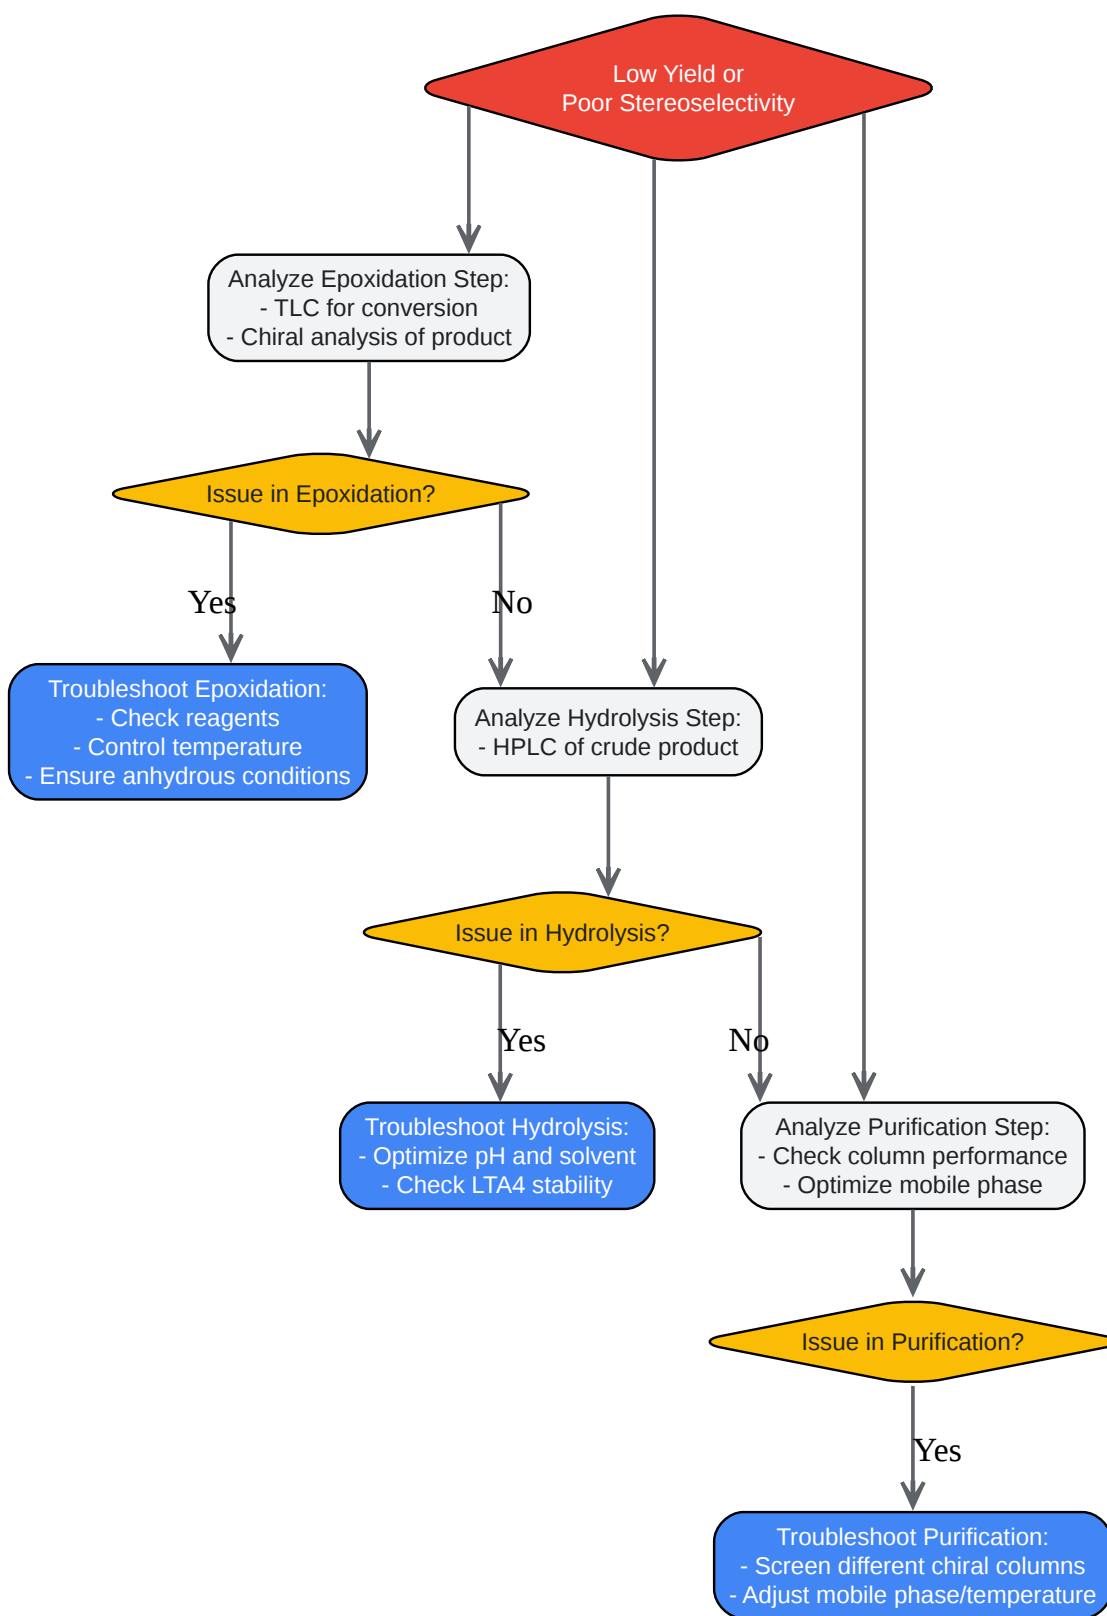 Low Yield or
Poor Stereoselectivity
Analyze Epoxidation Step:
- TLC for conversion
- Chiral analysis of product
Issue in Epoxidation?
Yes
No
Troubleshoot Epoxidation:
- Check reagents
- Control temperature
- Ensure anhydrous conditions
Analyze Hydrolysis Step:
- HPLC of crude product
Issue in Hydrolysis?
Yes
No
Troubleshoot Hydrolysis:
- Optimize pH and solvent
- Check LTA4 stability
Analyze Purification Step:
- Check column performance
- Optimize mobile phase
Issue in Purification?
Yes
Troubleshoot Purification:
- Screen different chiral columns
- Adjust mobile phase/temperature